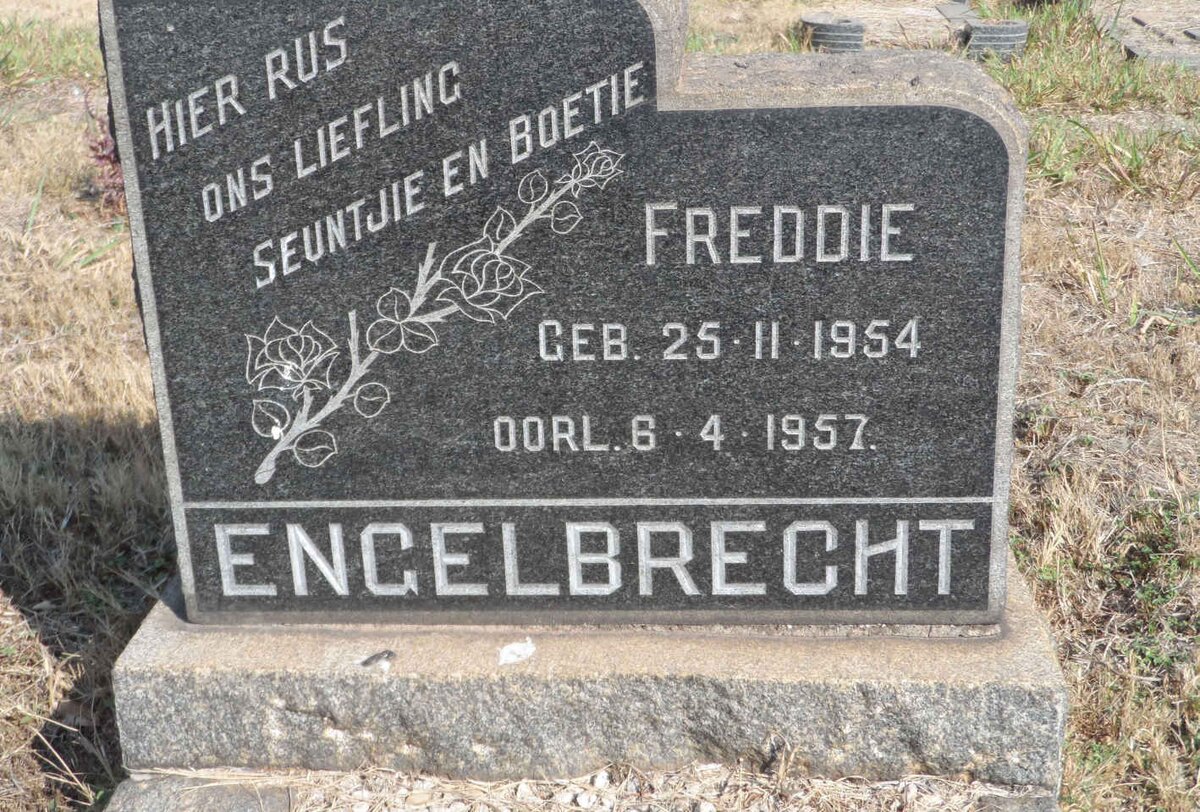 HIER RUS
ONS LIEFLING
SEUNTJIE EN BOETIE
FREDDIE
GEB. 25·11·1954
OORL. 6·4·1957.
ENGELBRECHT